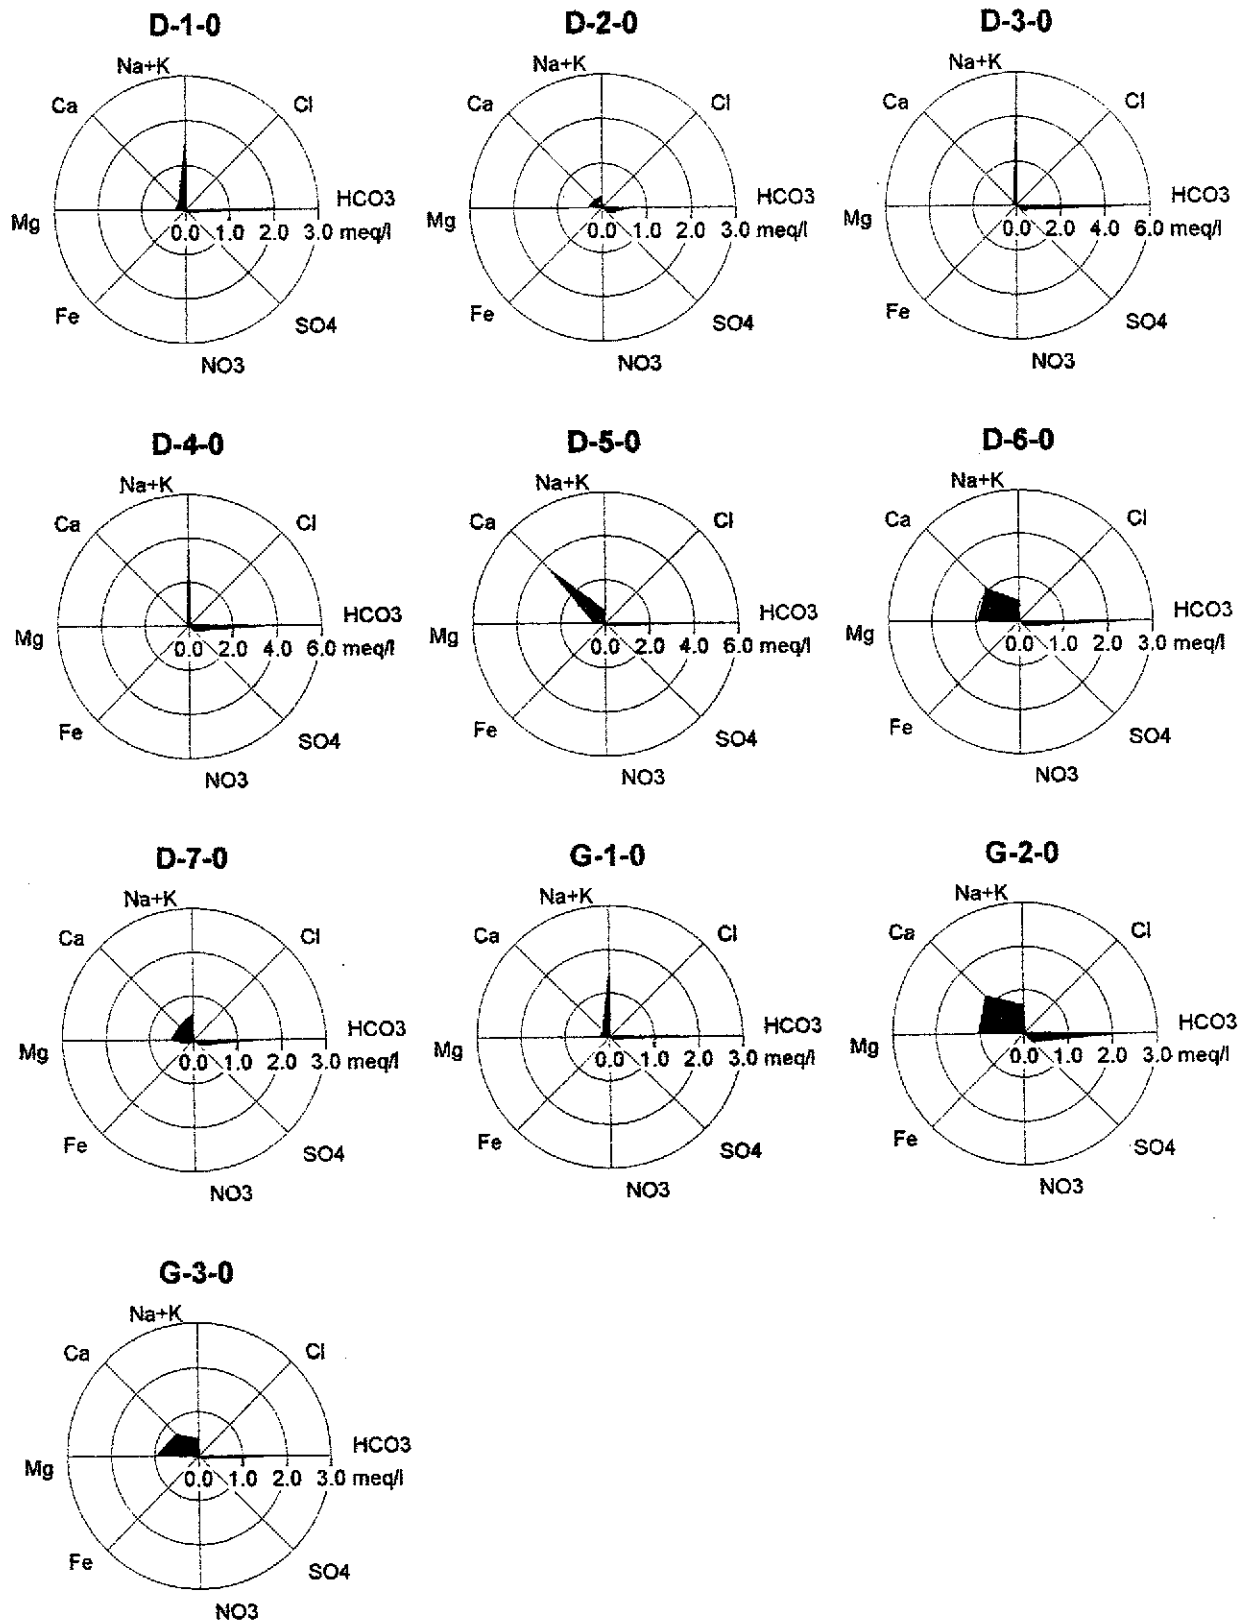 D-1-0
D-2-0
D-3-0
Na+K
Ca
Cl
HCO3
Mg
0.0 1.0 2.0 3.0 meq/l
Fe
SO4
NO3
Na+K
Ca
Cl
HCO3
Mg
0.0 1.0 2.0 3.0 meq/l
Fe
SO4
NO3
Na+K
Ca
Cl
HCO3
Mg
0.0 2.0 4.0 6.0 meq/l
Fe
SO4
NO3
D-4-0
D-5-0
D-6-0
Na+K
Ca
Cl
HCO3
Mg
0.0 2.0 4.0 6.0 meq/l
Fe
SO4
NO3
Na+K
Ca
Cl
HCO3
Mg
0.0 2.0 4.0 6.0 meq/l
Fe
SO4
NO3
Na+K
Ca
Cl
HCO3
Mg
0.0 1.0 2.0 3.0 meq/l
Fe
SO4
NO3
D-7-0
G-1-0
G-2-0
Na+K
Ca
Cl
HCO3
Mg
0.0 1.0 2.0 3.0 meq/l
Fe
SO4
NO3
Na+K
Ca
Cl
HCO3
Mg
0.0 1.0 2.0 3.0 meq/l
Fe
SO4
NO3
Na+K
Ca
Cl
HCO3
Mg
0.0 1.0 2.0 3.0 meq/l
Fe
SO4
NO3
G-3-0
Na+K
Ca
Cl
HCO3
Mg
0.0 1.0 2.0 3.0 meq/l
Fe
SO4
NO3